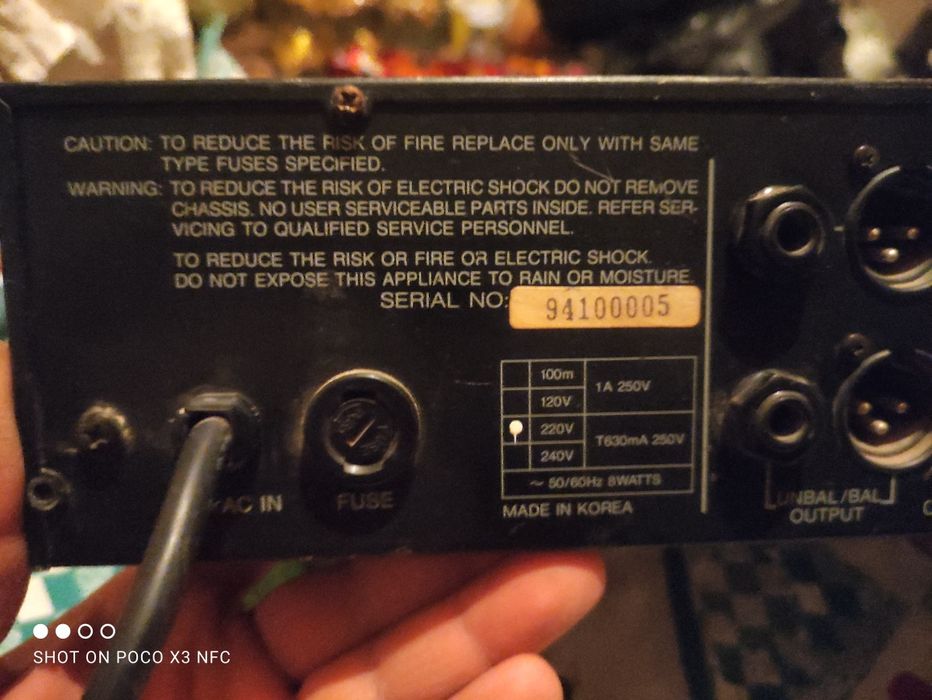 CAUTION: TO REDUCE THE RISK OF FIRE REPLACE ONLY WITH SAME
TYPE FUSES SPECIFIED.
WARNING: TO REDUCE THE RISK OF ELECTRIC SHOCK DO NOT REMOVE
CHASSIS. NO USER SERVICEABLE PARTS INSIDE. REFER SER-
VICING TO QUALIFIED SERVICE PERSONNEL.
TO REDUCE THE RISK OR FIRE OR ELECTRIC SHOCK.
DO NOT EXPOSE THIS APPLIANCE TO RAIN OR MOISTURE
SERIAL NO: 94100005
100m
1A 250V
120V
220V
T630mA 250V
240V
~ 50/60Hz 8WATTS
MADE IN KOREA
AC IN
FUSE
UNBAL/BAL
OUTPUT
SHOT ON POCO X3 NFC